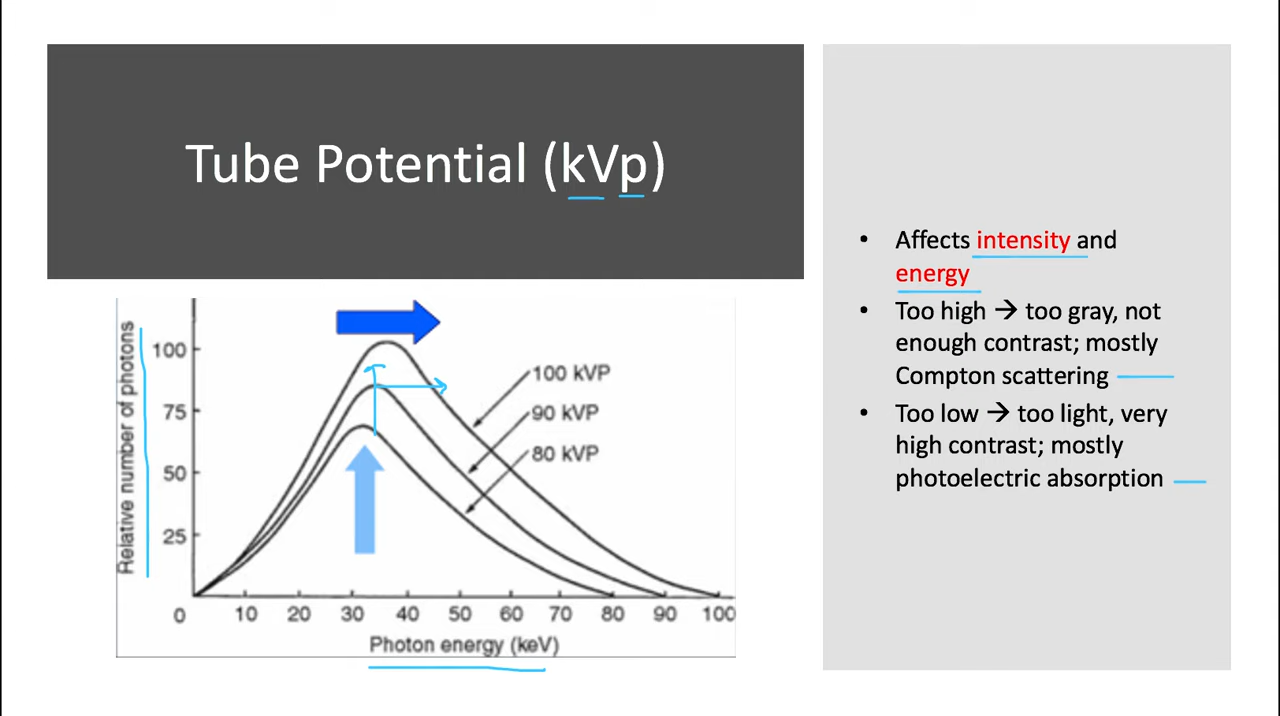 Tube Potential (kVp)
• Affects intensity and
energy
• Too high → too gray, not
enough contrast; mostly
Compton scattering
• Too low → too light, very
high contrast; mostly
photoelectric absorption
Relative number of photons
100
75
50
25
0 10 20 30 40 50 60 70 80 90 100
100 kVP
90 kVP
80 kVP
Photon energy (keV)